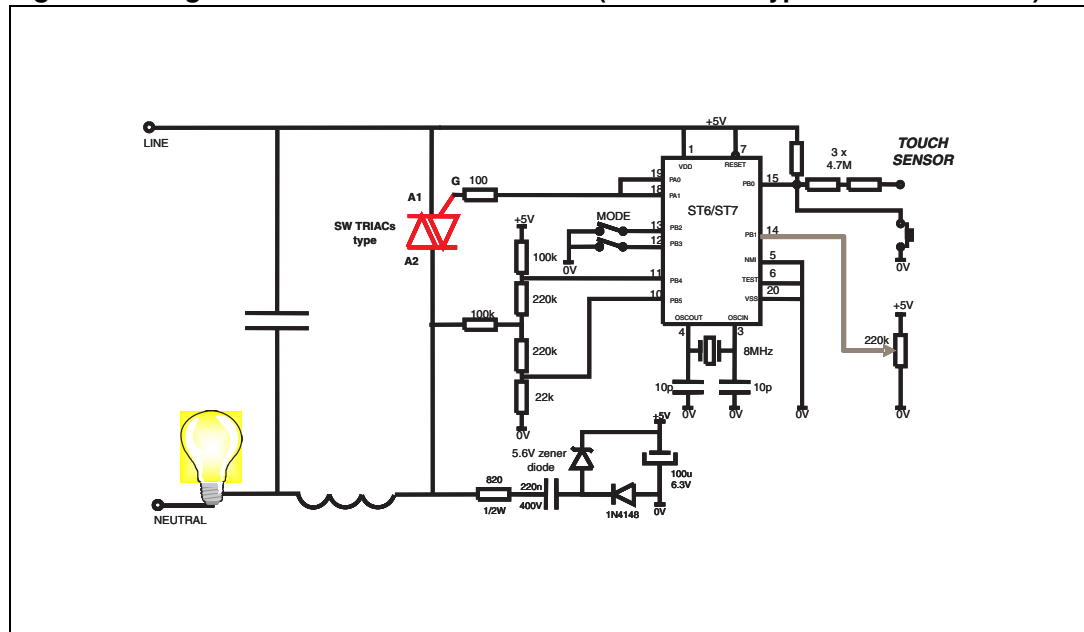 LINE
+5V
1
7
VDD
RESET
TOUCH
SENSOR
3 x
4.7M
G
100
19
PA0
18
PA1
15
PB0
A1
SW TRIACs
type
A2
ST6/ST7
+5V
MODE
13
PB2
12
PB3
PB1
14
0V
100k
0V
NMI
5
11
PB4
TEST
6
10
PB5
VSS
20
220k
+5V
100k
OSCOUT
OSCIN
4
3
220k
8MHz
220k
10p
10p
22k
0V
0V
0V
0V
0V
+5V
5.6V zener
diode
100u
6.3V
820
220n
1/2W
400V
1N4148
0V
NEUTRAL